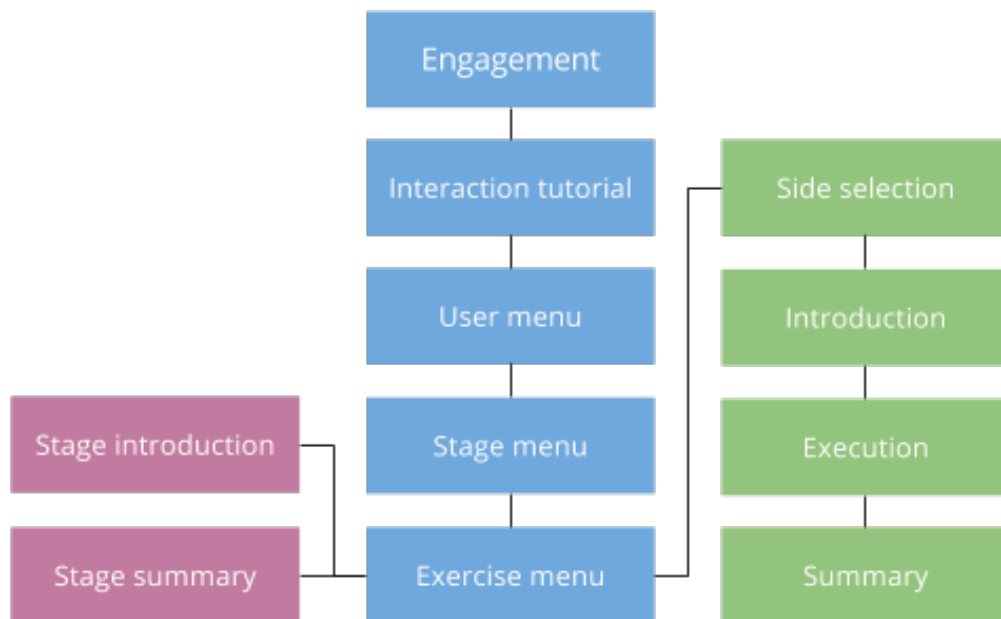 Engagement
Interaction tutorial
Side selection
User menu
Introduction
Stage introduction
Stage menu
Execution
Stage summary
Exercise menu
Summary